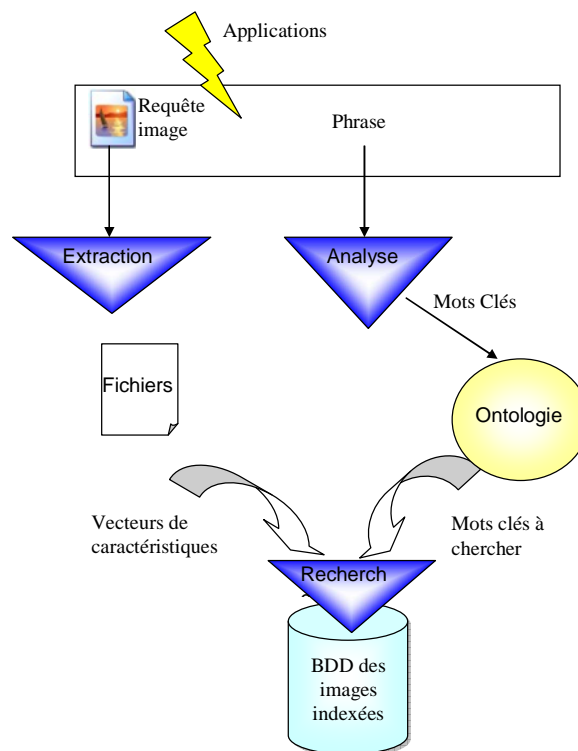 Applications
Requête
image
Phrase
Extraction
Analyse
Mots Clés
Fichiers
Ontologie
Vecteurs de
caractéristiques
Mots clés à
chercher
Recherch
BDD des
images
indexées